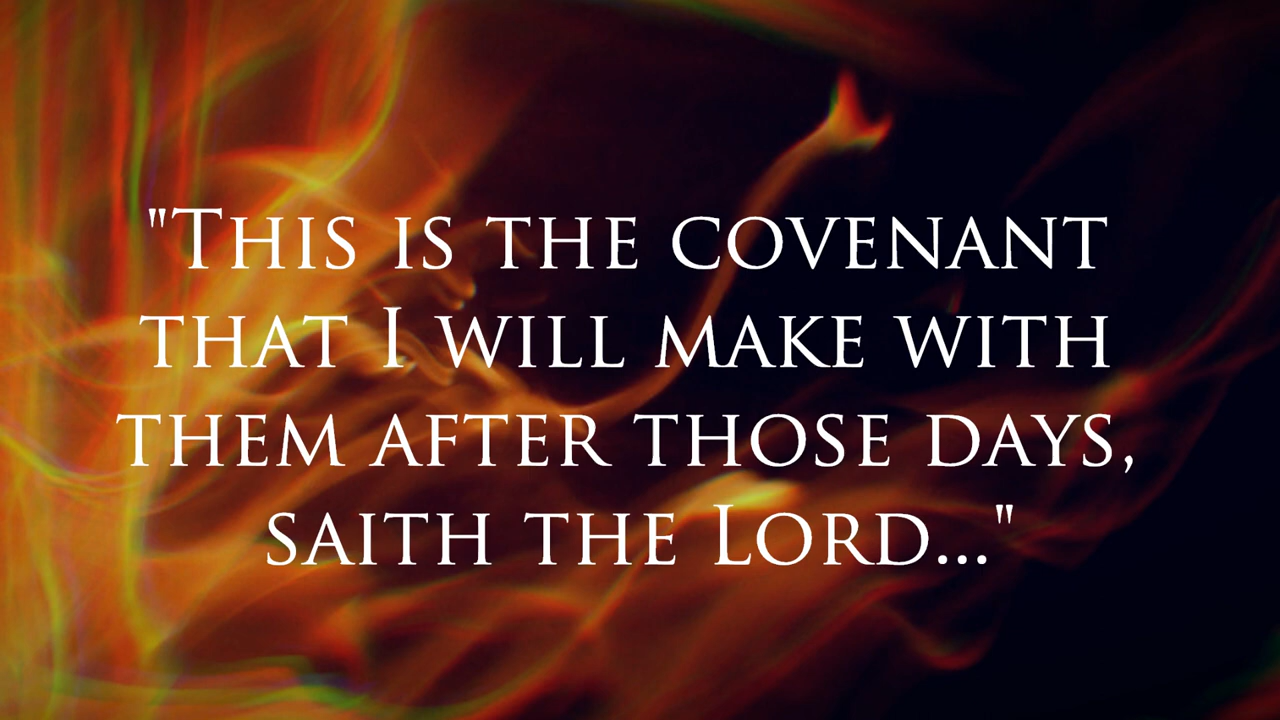 "This is the covenant
that I will make with
them after those days,
saith the Lord..."